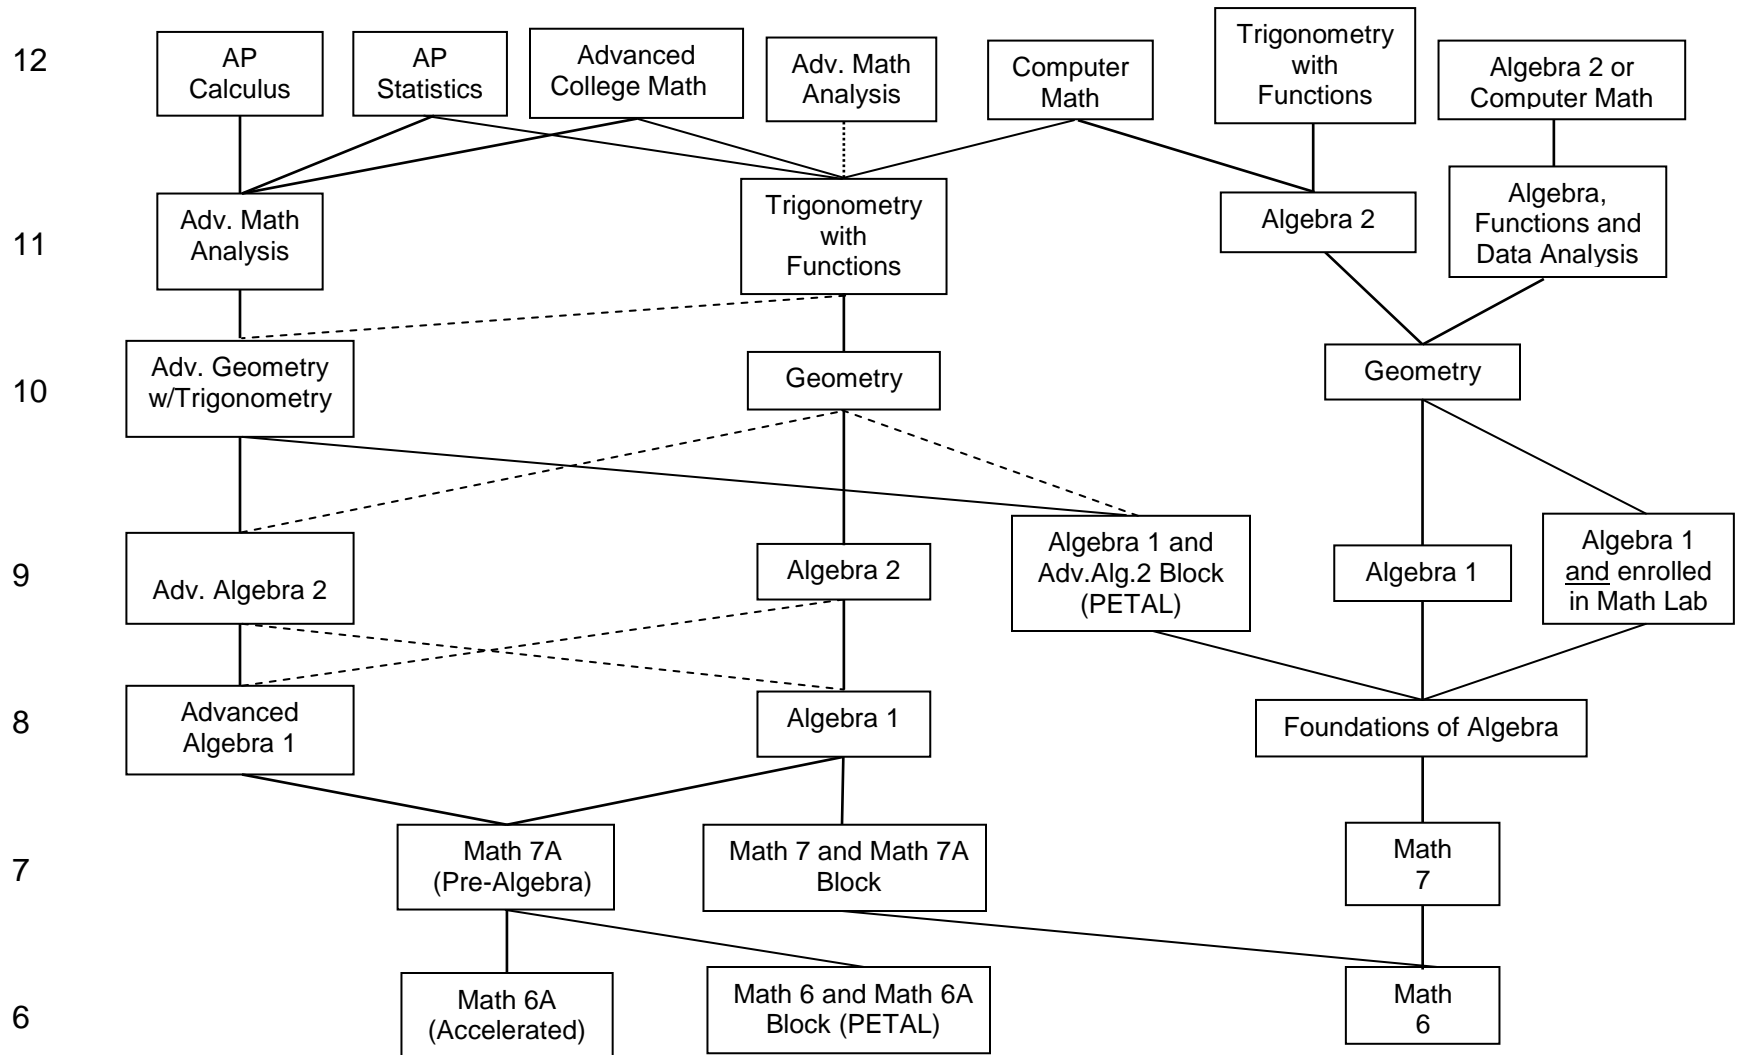 12
AP
Calculus
AP
Statistics
Advanced
College Math
Adv. Math
Analysis
Computer
Math
Trigonometry
with
Functions
Algebra 2 or
Computer Math
11
Adv. Math
Analysis
Trigonometry
with
Functions
Algebra 2
Algebra,
Functions and
Data Analysis
10
Adv. Geometry
w/Trigonometry
Geometry
Geometry
9
Adv. Algebra 2
Algebra 2
Algebra 1 and
Adv.Alg.2 Block
(PETAL)
Algebra 1
Algebra 1
and enrolled
in Math Lab
8
Advanced
Algebra 1
Algebra 1
Foundations of Algebra
7
Math 7A
(Pre-Algebra)
Math 7 and Math 7A
Block
Math
7
6
Math 6A
(Accelerated)
Math 6 and Math 6A
Block (PETAL)
Math
6